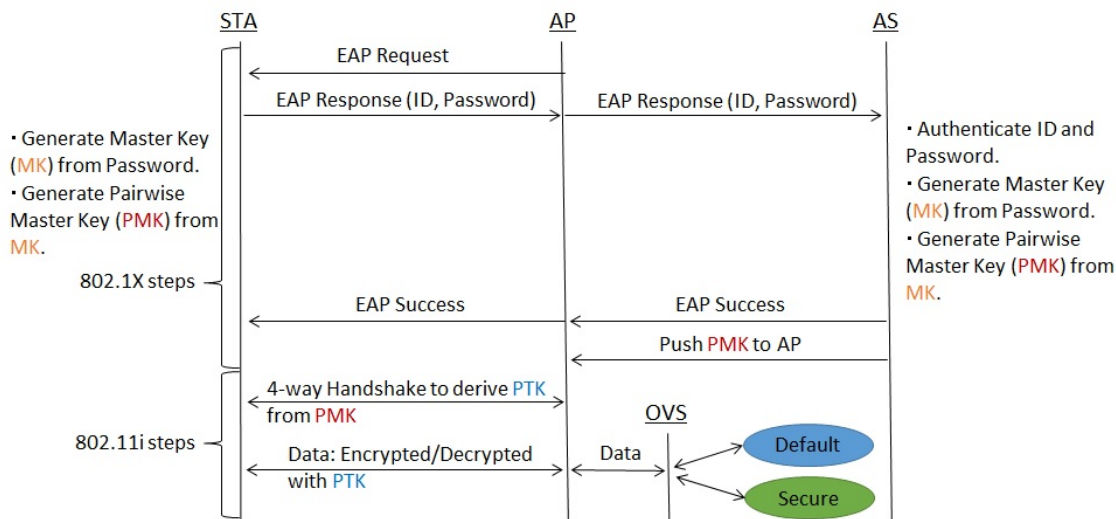 STA
AP
AS
EAP Request
EAP Response (ID, Password)
EAP Response (ID, Password)
・Generate Master Key
(MK) from Password.
・Generate Pairwise
Master Key (PMK) from
MK.
・Authenticate ID and
Password.
・Generate Master Key
(MK) from Password.
・Generate Pairwise
Master Key (PMK) from
MK.
802.1X steps
EAP Success
EAP Success
Push PMK to AP
4-way Handshake to derive PTK
from PMK
802.11i steps
OVS
Data: Encrypted/Decrypted
with PTK
Data
Default
Secure